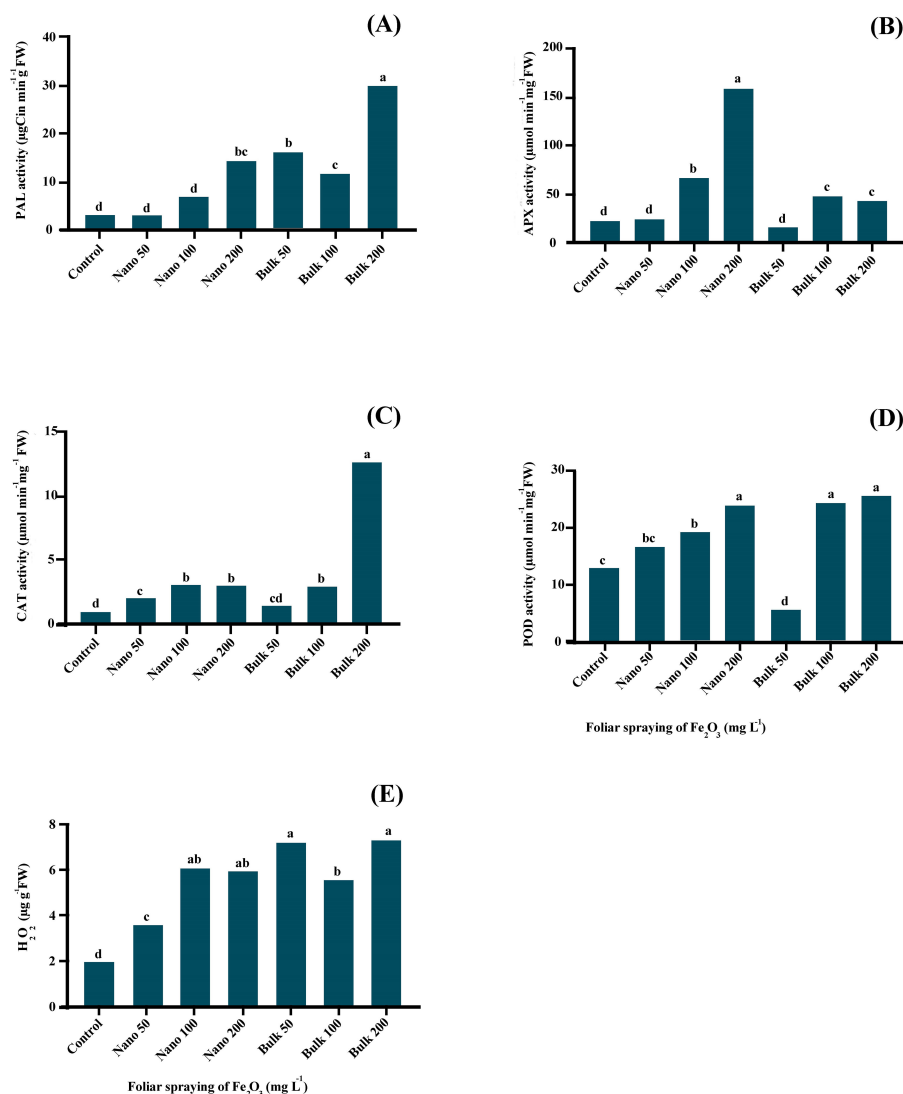 (A)
PAL activity (µgCin min⁻¹ g⁻¹ FW)
40
30
20
10
0
d
d
d
bc
b
c
a
Control
Nano 50
Nano 100
Nano 200
Bulk 50
Bulk 100
Bulk 200
(B)
APX activity (µmol min⁻¹ mg⁻¹ FW)
200
150
100
50
0
d
d
b
a
d
c
c
Control
Nano 50
Nano 100
Nano 200
Bulk 50
Bulk 100
Bulk 200
(C)
CAT activity (µmol min⁻¹ mg⁻¹ FW)
15
10
5
0
d
c
b
b
cd
b
a
Control
Nano 50
Nano 100
Nano 200
Bulk 50
Bulk 100
Bulk 200
(D)
POD activity (µmol min⁻¹ mg⁻¹ FW)
30
20
10
0
c
bc
b
a
d
a
a
Control
Nano 50
Nano 100
Nano 200
Bulk 50
Bulk 100
Bulk 200
Foliar spraying of Fe₂O₃ (mg L⁻¹)
(E)
H₂O₂ (µg g⁻¹ FW)
8
6
4
2
0
d
c
ab
ab
a
b
a
Control
Nano 50
Nano 100
Nano 200
Bulk 50
Bulk 100
Bulk 200
Foliar spraying of Fe₂O₃ (mg L⁻¹)